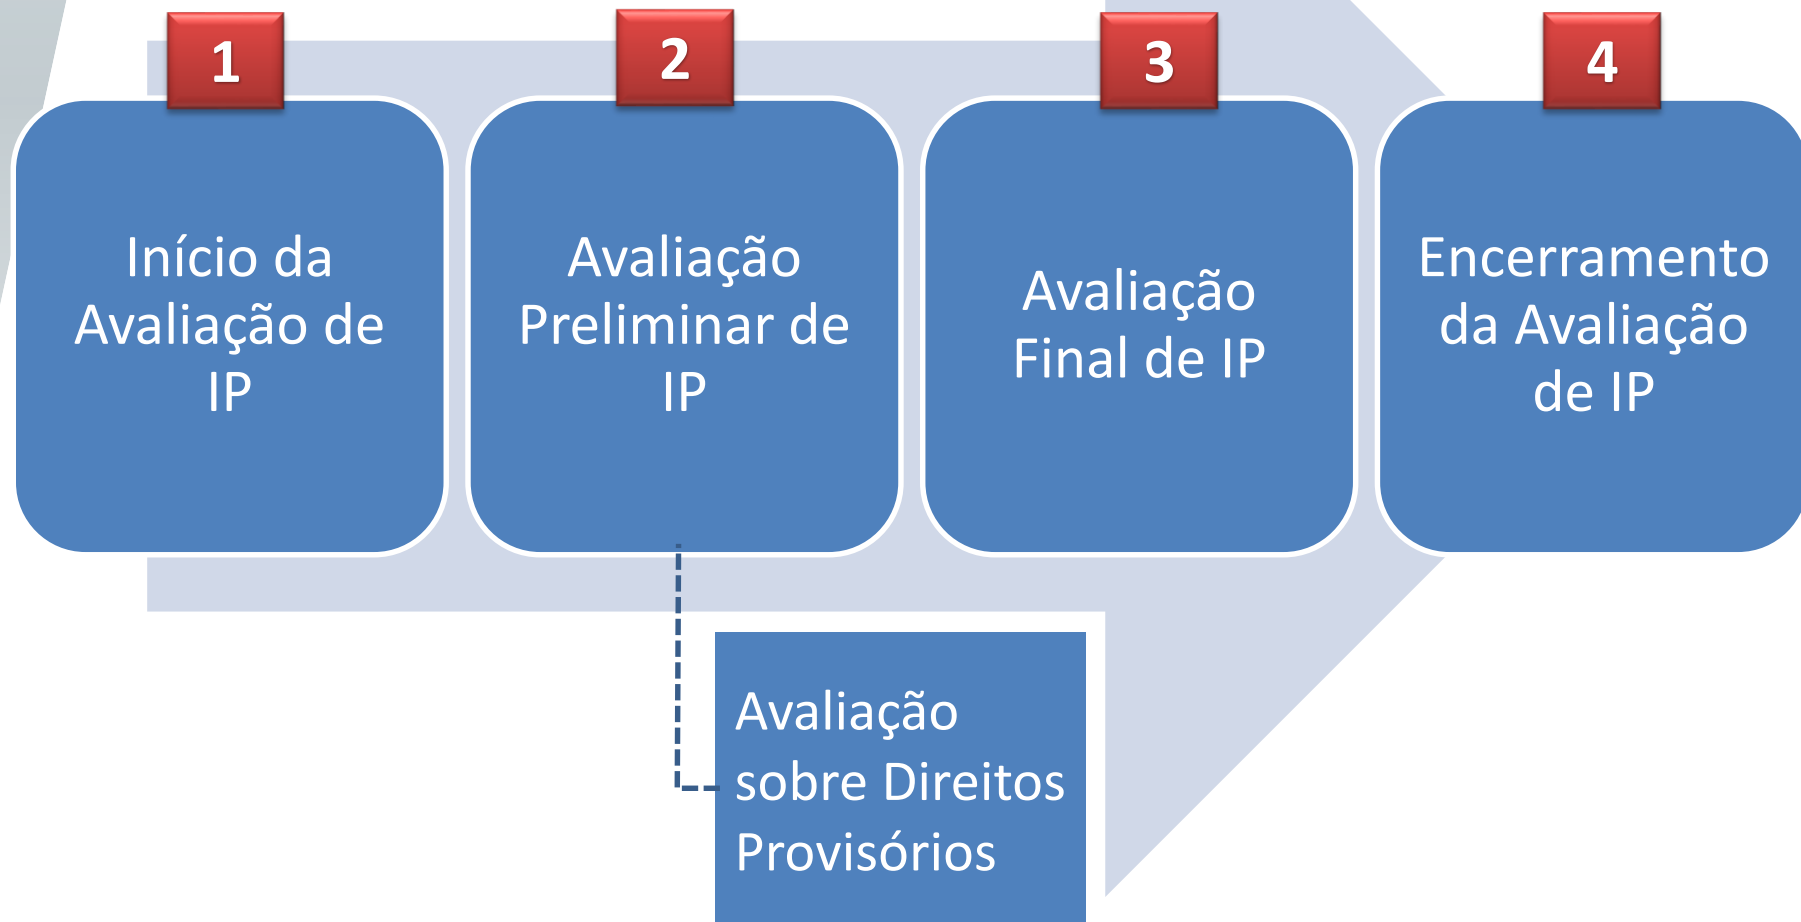 1
Início da
Avaliação de
IP
2
Avaliação
Preliminar de
IP
3
Avaliação
Final de IP
4
Encerramento
da Avaliação
de IP
Avaliação
sobre Direitos
Provisórios